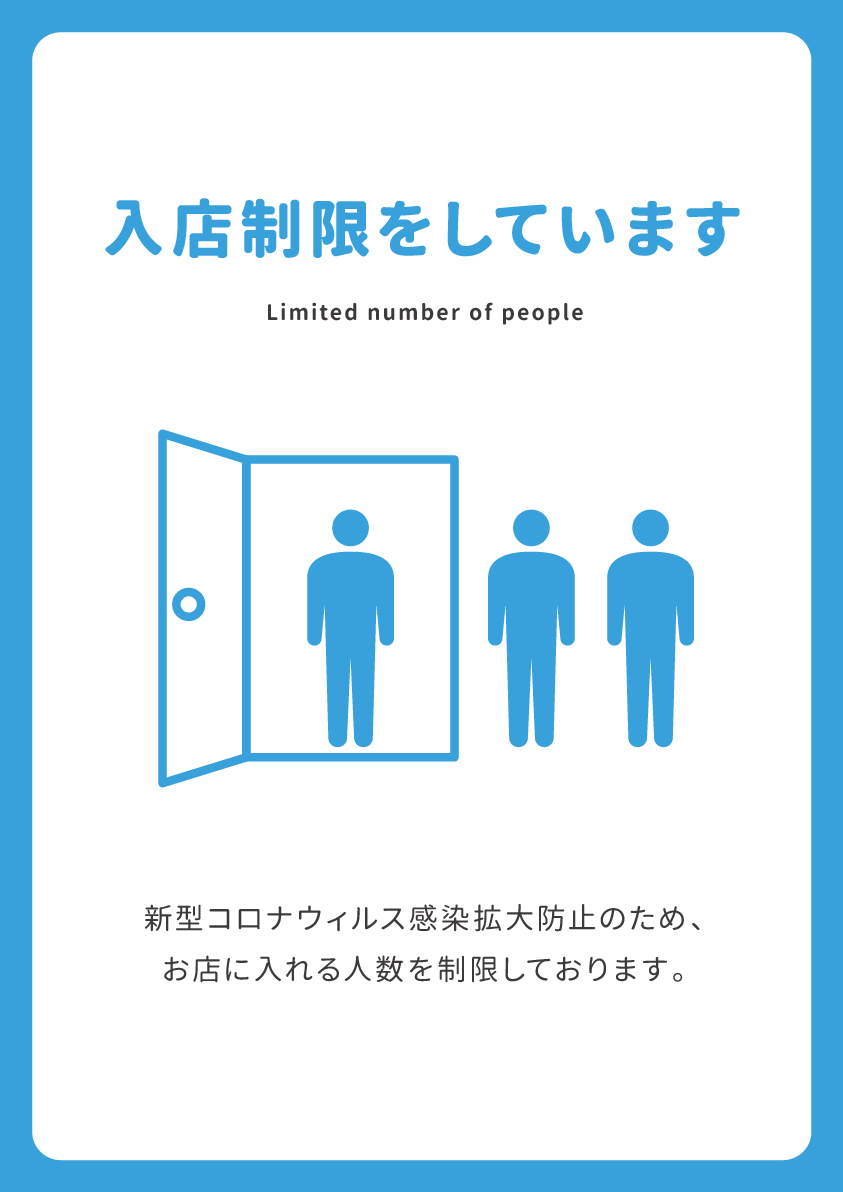 入店制限をしています
Limited number of people
新型コロナウィルス感染拡大防止のため、
お店に入れる人数を制限しております。